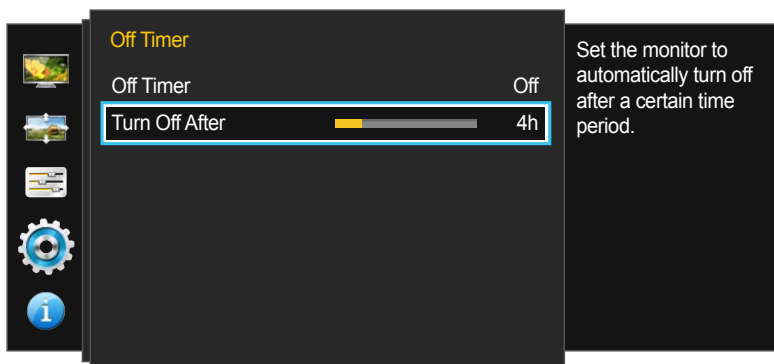 Off Timer
Off Timer Off
Turn Off After 4h
Set the monitor to
automatically turn off
after a certain time
period.
i